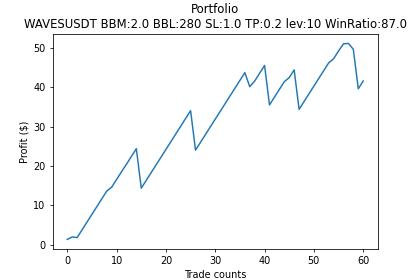 Portfolio
WAVESUSDT BBM:2.0 BBL:280 SL:1.0 TP:0.2 lev:10 WinRatio:87.0
50
40
30
20
10
0
Profit ($)
0 10 20 30 40 50 60
Trade counts